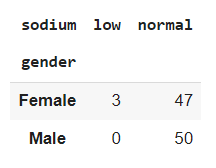 sodium low normal
gender
Female 3 47
Male 0 50